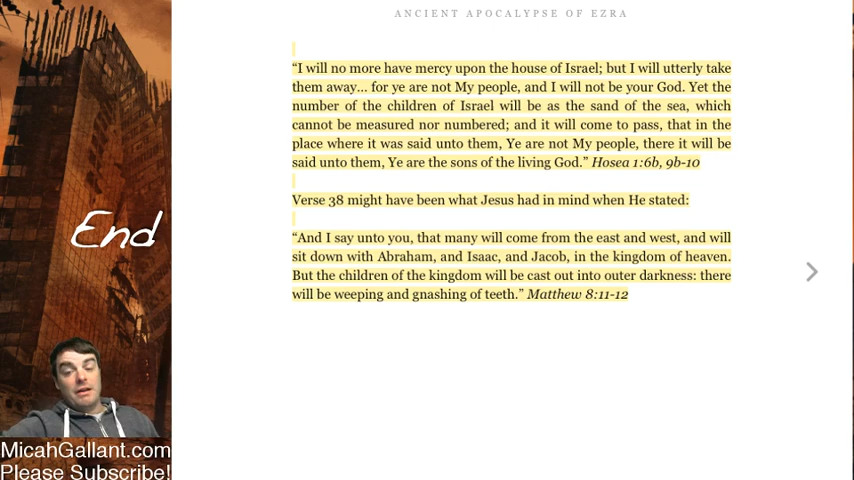 ANCIENT APOCALYPSE OF EZRA
“I will no more have mercy upon the house of Israel; but I will utterly take
them away... for ye are not My people, and I will not be your God. Yet the
number of the children of Israel will be as the sand of the sea, which
cannot be measured nor numbered; and it will come to pass, that in the
place where it was said unto them, Ye are not My people, there it will be
said unto them, Ye are the sons of the living God.” Hosea 1:6b, 9b-10
Verse 38 might have been what Jesus had in mind when He stated:
“And I say unto you, that many will come from the east and west, and will
sit down with Abraham, and Isaac, and Jacob, in the kingdom of heaven.
But the children of the kingdom will be cast out into outer darkness: there
will be weeping and gnashing of teeth.” Matthew 8:11-12
End
MicahGallant.com
Please Subscribe!